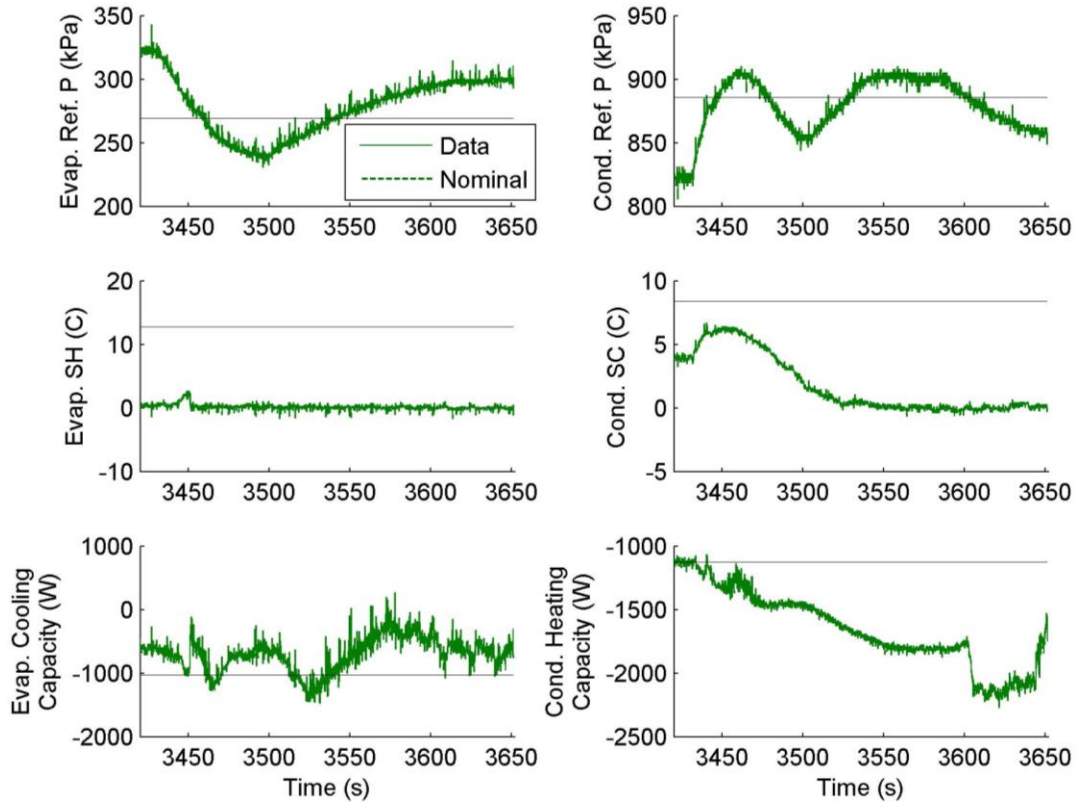 Evap. Ref. P (kPa)
350
300
250
200
3450 3500 3550 3600 3650
Data
Nominal
Cond. Ref. P (kPa)
950
900
850
800
3450 3500 3550 3600 3650
Evap. SH (C)
20
10
0
-10
3450 3500 3550 3600 3650
Cond. SC (C)
10
5
0
-5
3450 3500 3550 3600 3650
Evap. Cooling
Capacity (W)
1000
0
-1000
-2000
3450 3500 3550 3600 3650
Time (s)
Cond. Heating
Capacity (W)
-1000
-1500
-2000
-2500
3450 3500 3550 3600 3650
Time (s)